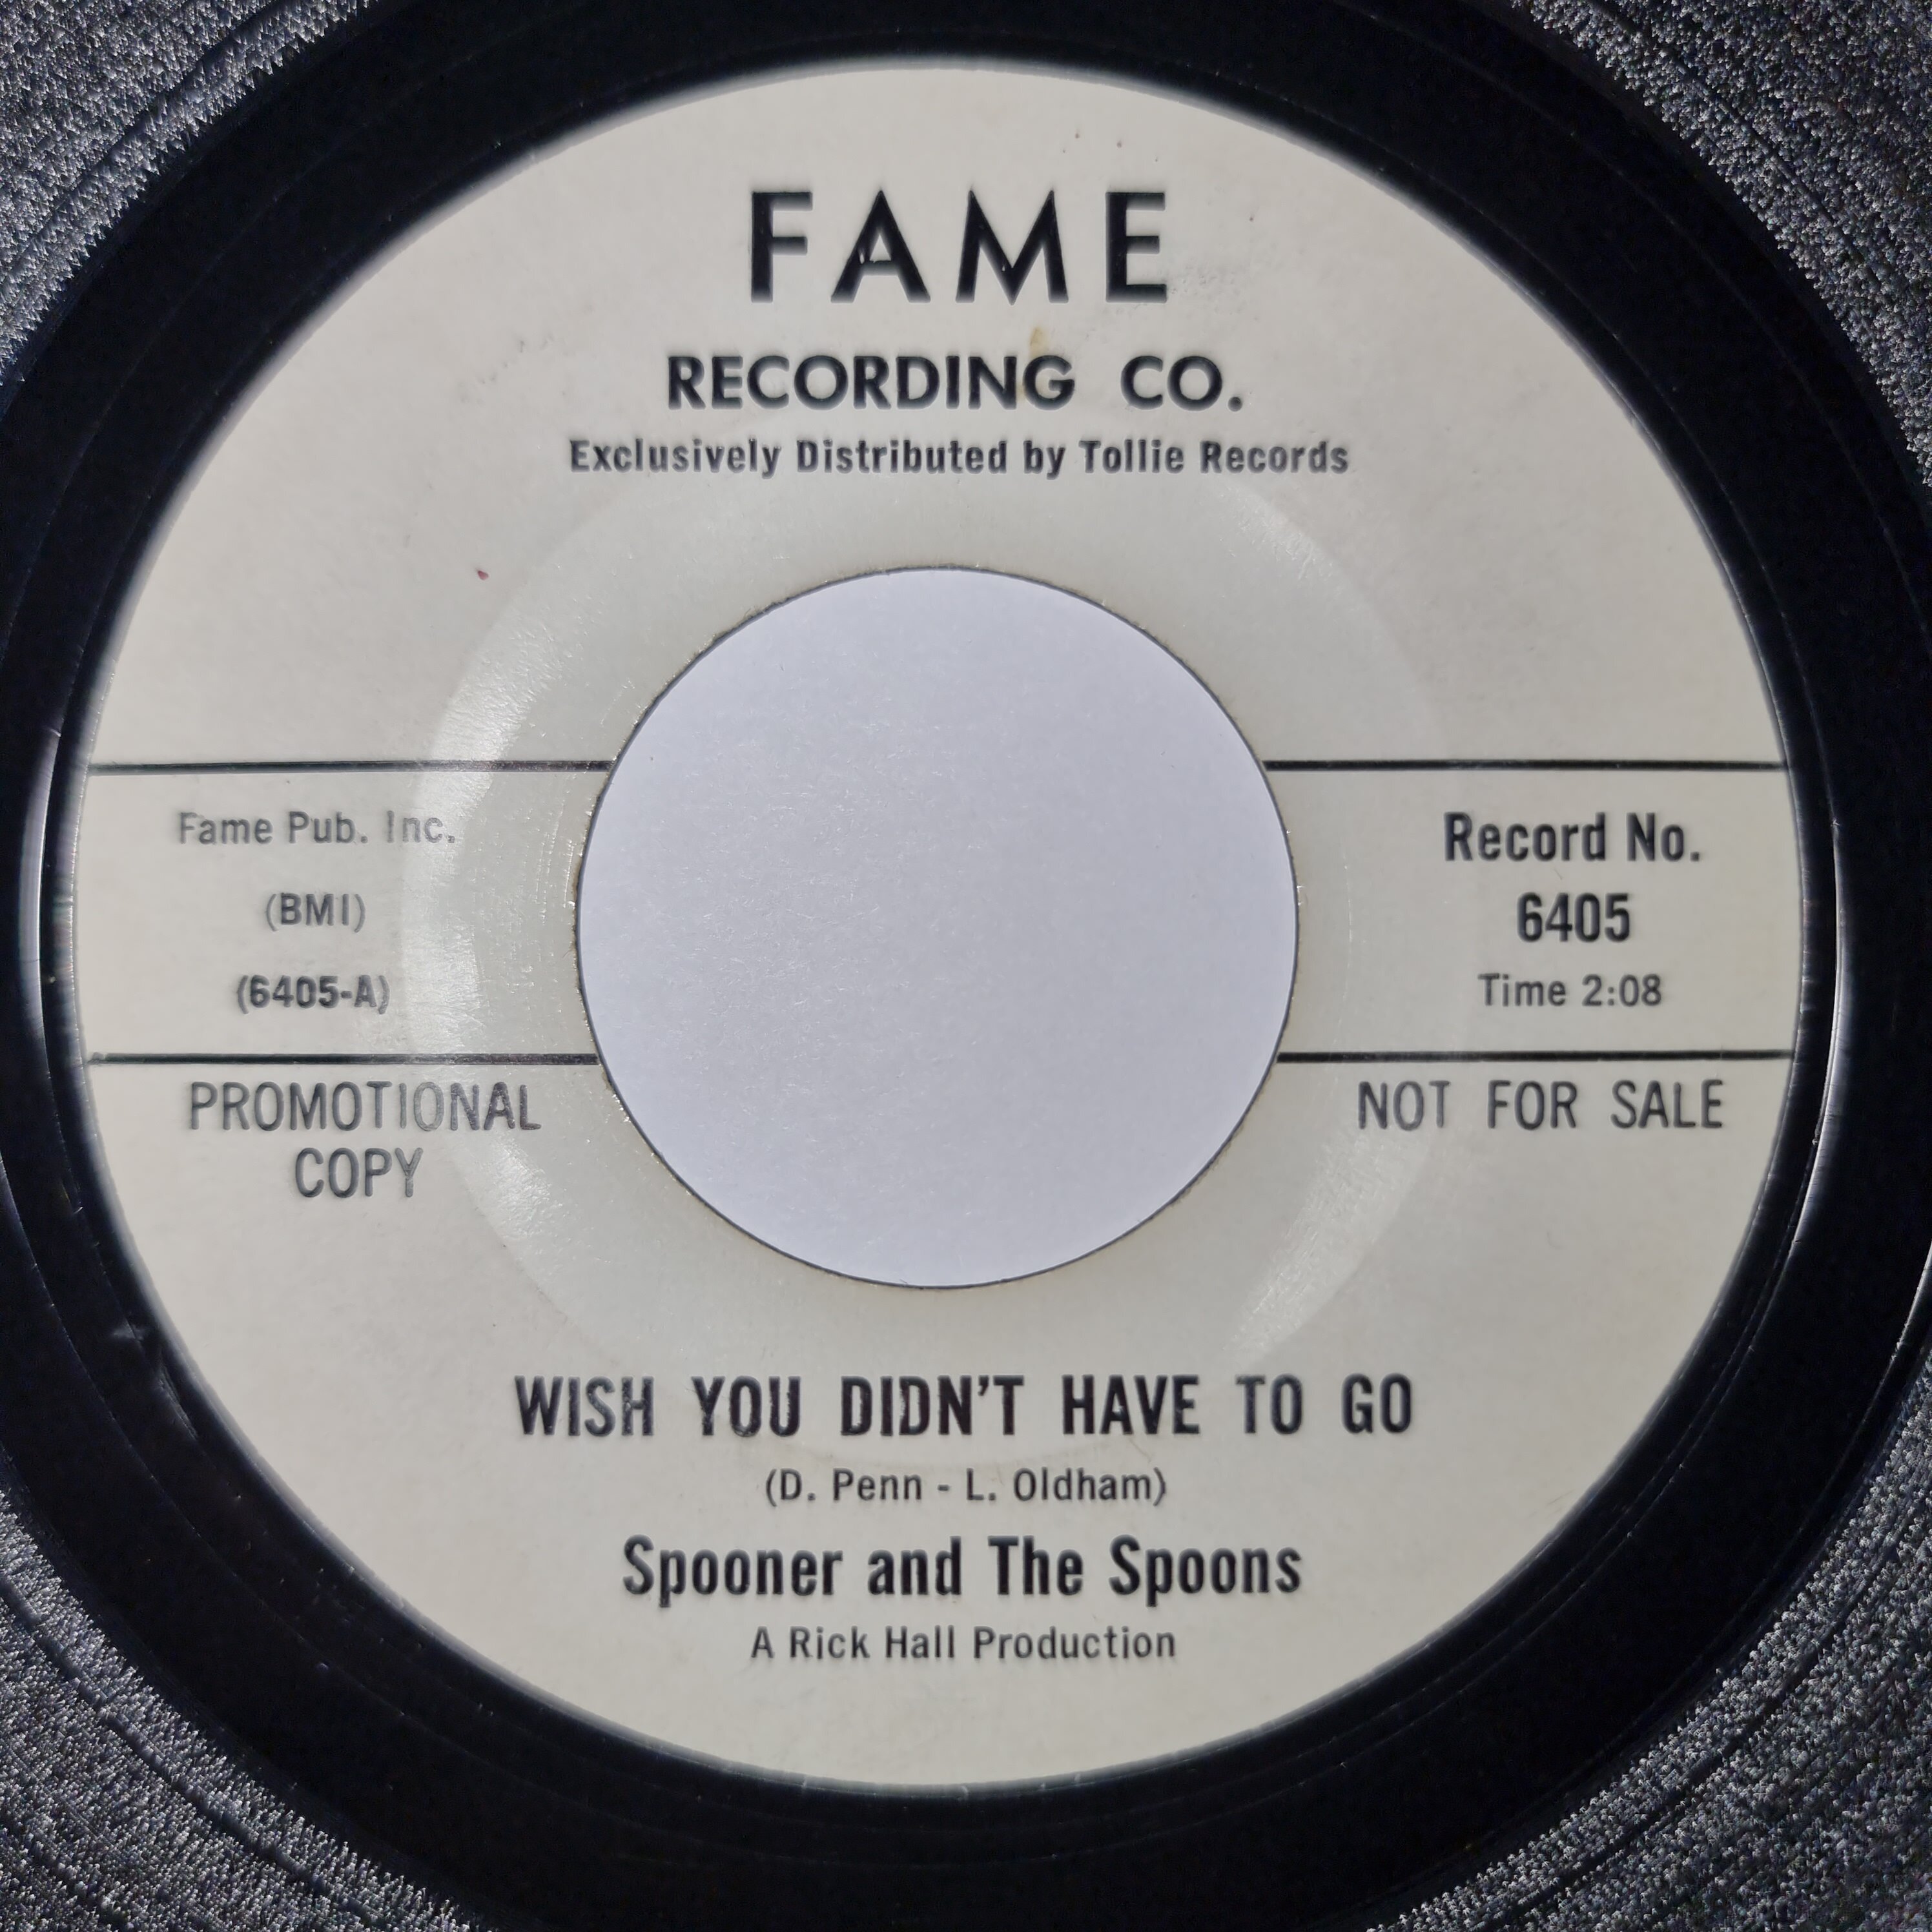 FAME
RECORDING CO.
Exclusively Distributed by Tollie Records
Fame Pub. Inc.
(BMI)
(6405-A)
Record No.
6405
Time 2:08
PROMOTIONAL
COPY
NOT FOR SALE
WISH YOU DIDN'T HAVE TO GO
(D. Penn - L. Oldham)
Spooner and The Spoons
A Rick Hall Production